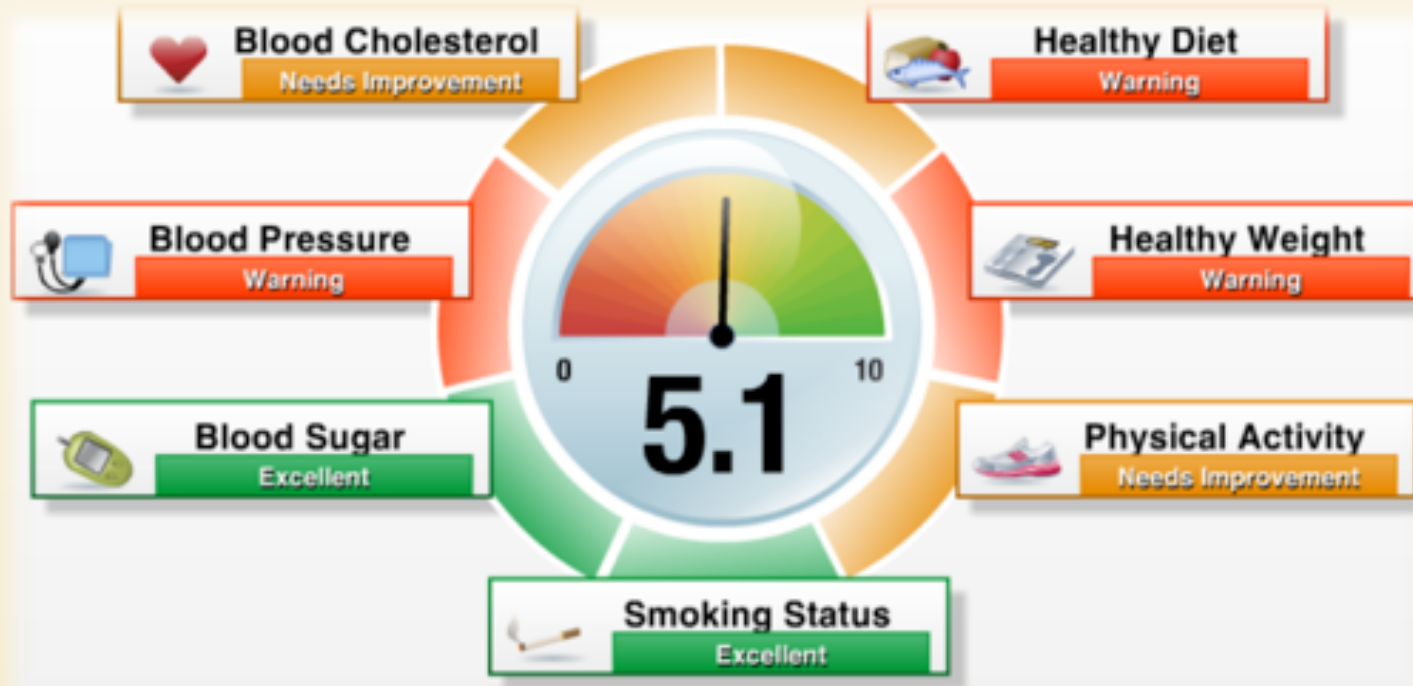 Blood Cholesterol
Needs Improvement
Healthy Diet
Warning
Blood Pressure
Warning
Healthy Weight
Warning
0
10
5.1
Blood Sugar
Excellent
Physical Activity
Needs Improvement
Smoking Status
Excellent